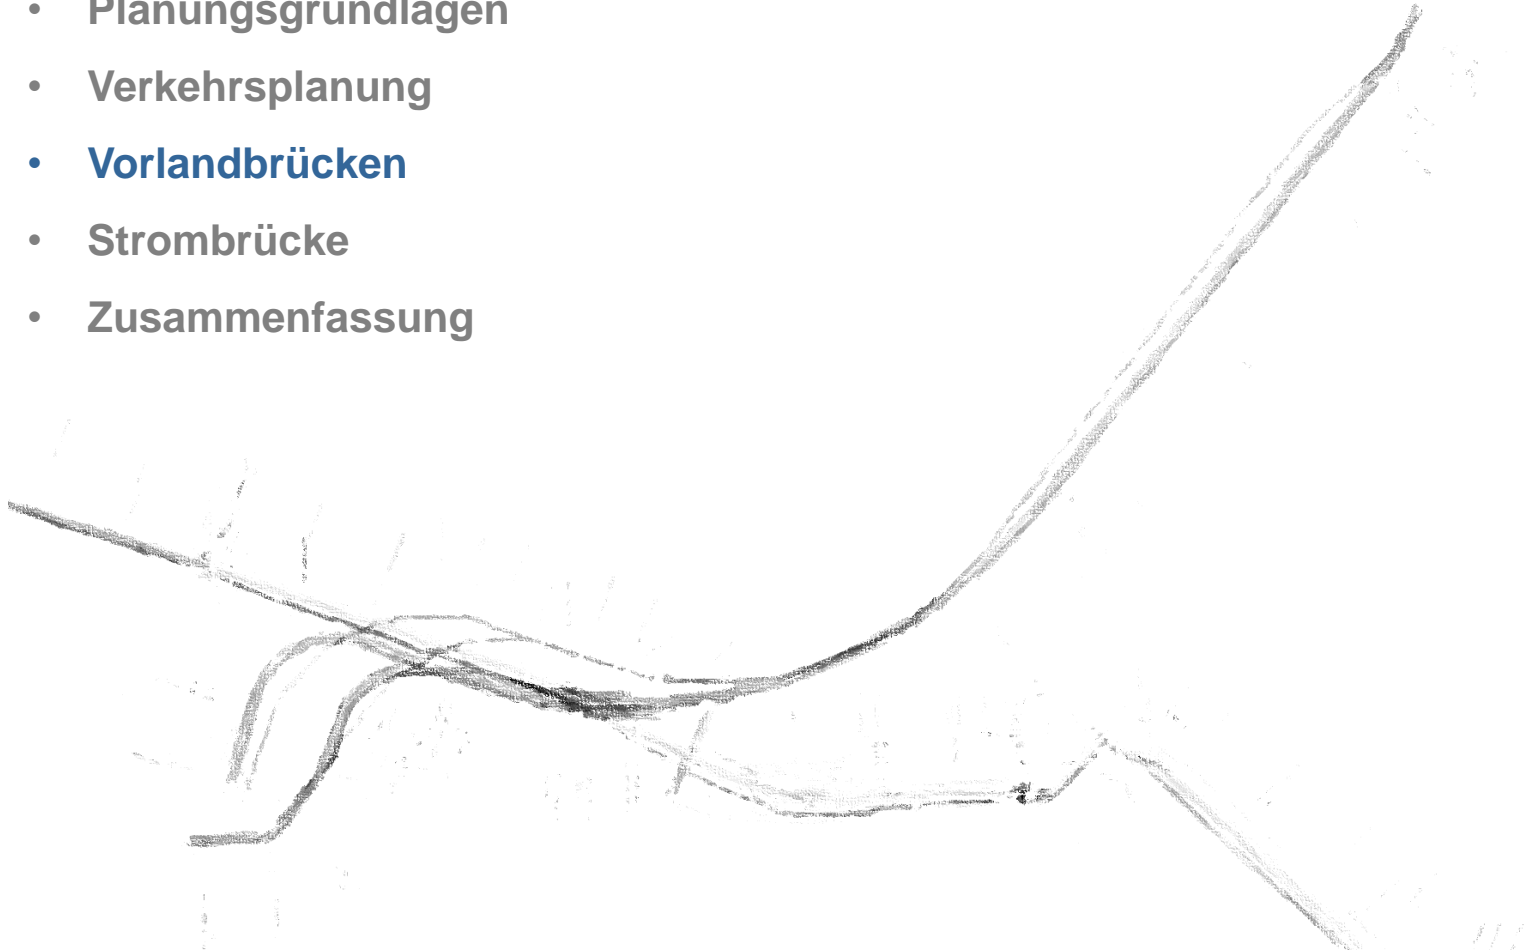 • Planungsgrundlagen
• Verkehrsplanung
• Vorlandbrücken
• Strombrücke
• Zusammenfassung